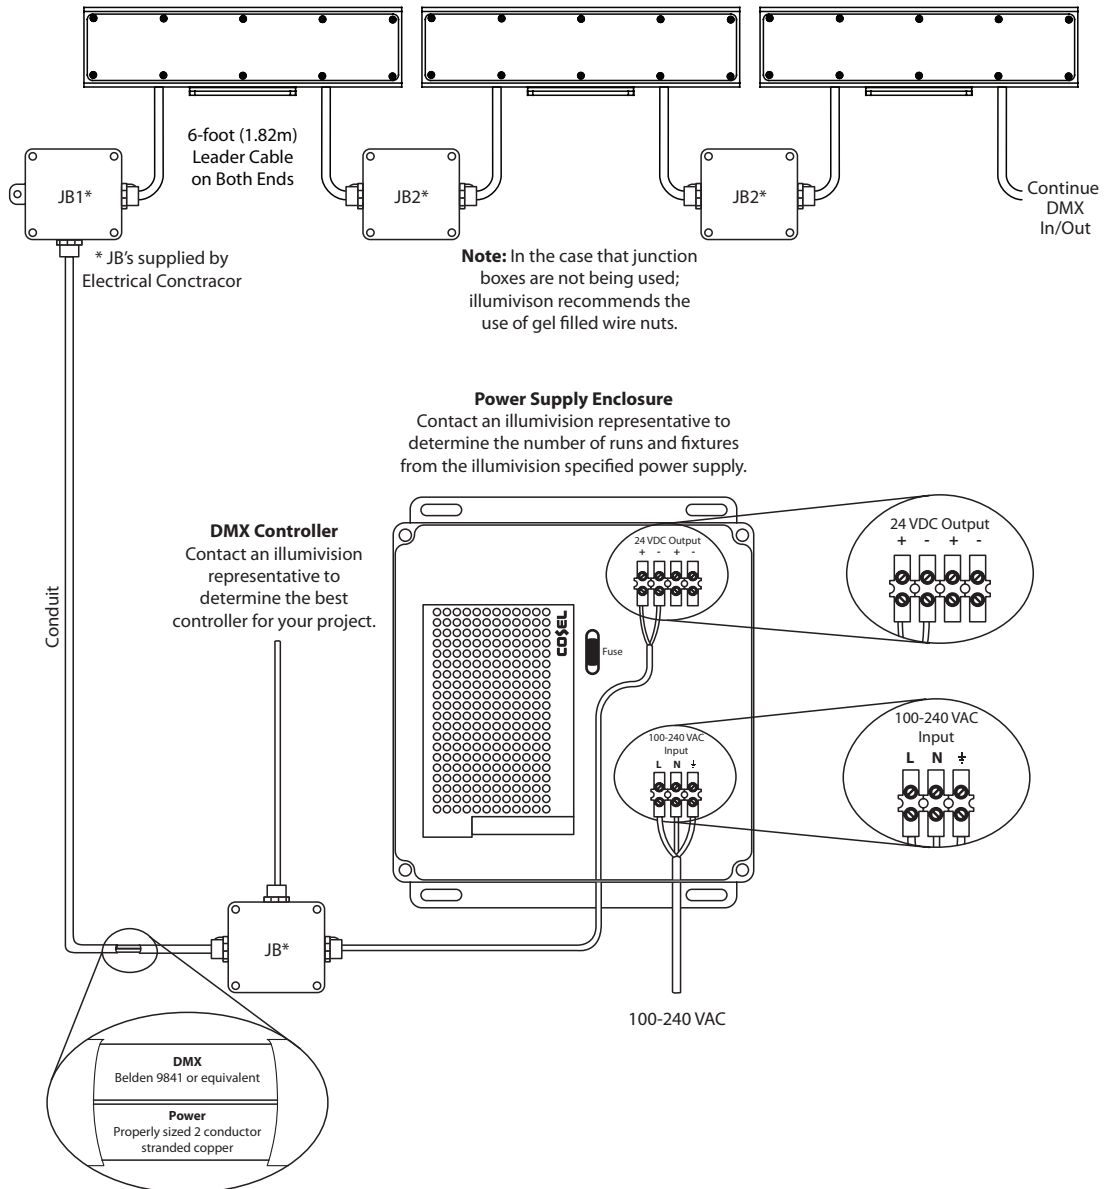 6-foot (1.82m)
Leader Cable
on Both Ends
JB1*
JB2*
JB2*
Continue
DMX
In/Out
* JB's supplied by
Electrical Conctracor
Note: In the case that junction
boxes are not being used;
illumivison recommends the
use of gel filled wire nuts.
Power Supply Enclosure
Contact an illumivision representative to
determine the number of runs and fixtures
from the illumivision specified power supply.
DMX Controller
Contact an illumivision
representative to
determine the best
controller for your project.
Conduit
24 VDC Output
+ - + -
24 VDC Output
+ - + -
COSEL
Fuse
100-240 VAC
Input
L N ⏚
100-240 VAC
Input
L N ⏚
JB*
100-240 VAC
DMX
Belden 9841 or equivalent
Power
Properly sized 2 conductor
stranded copper